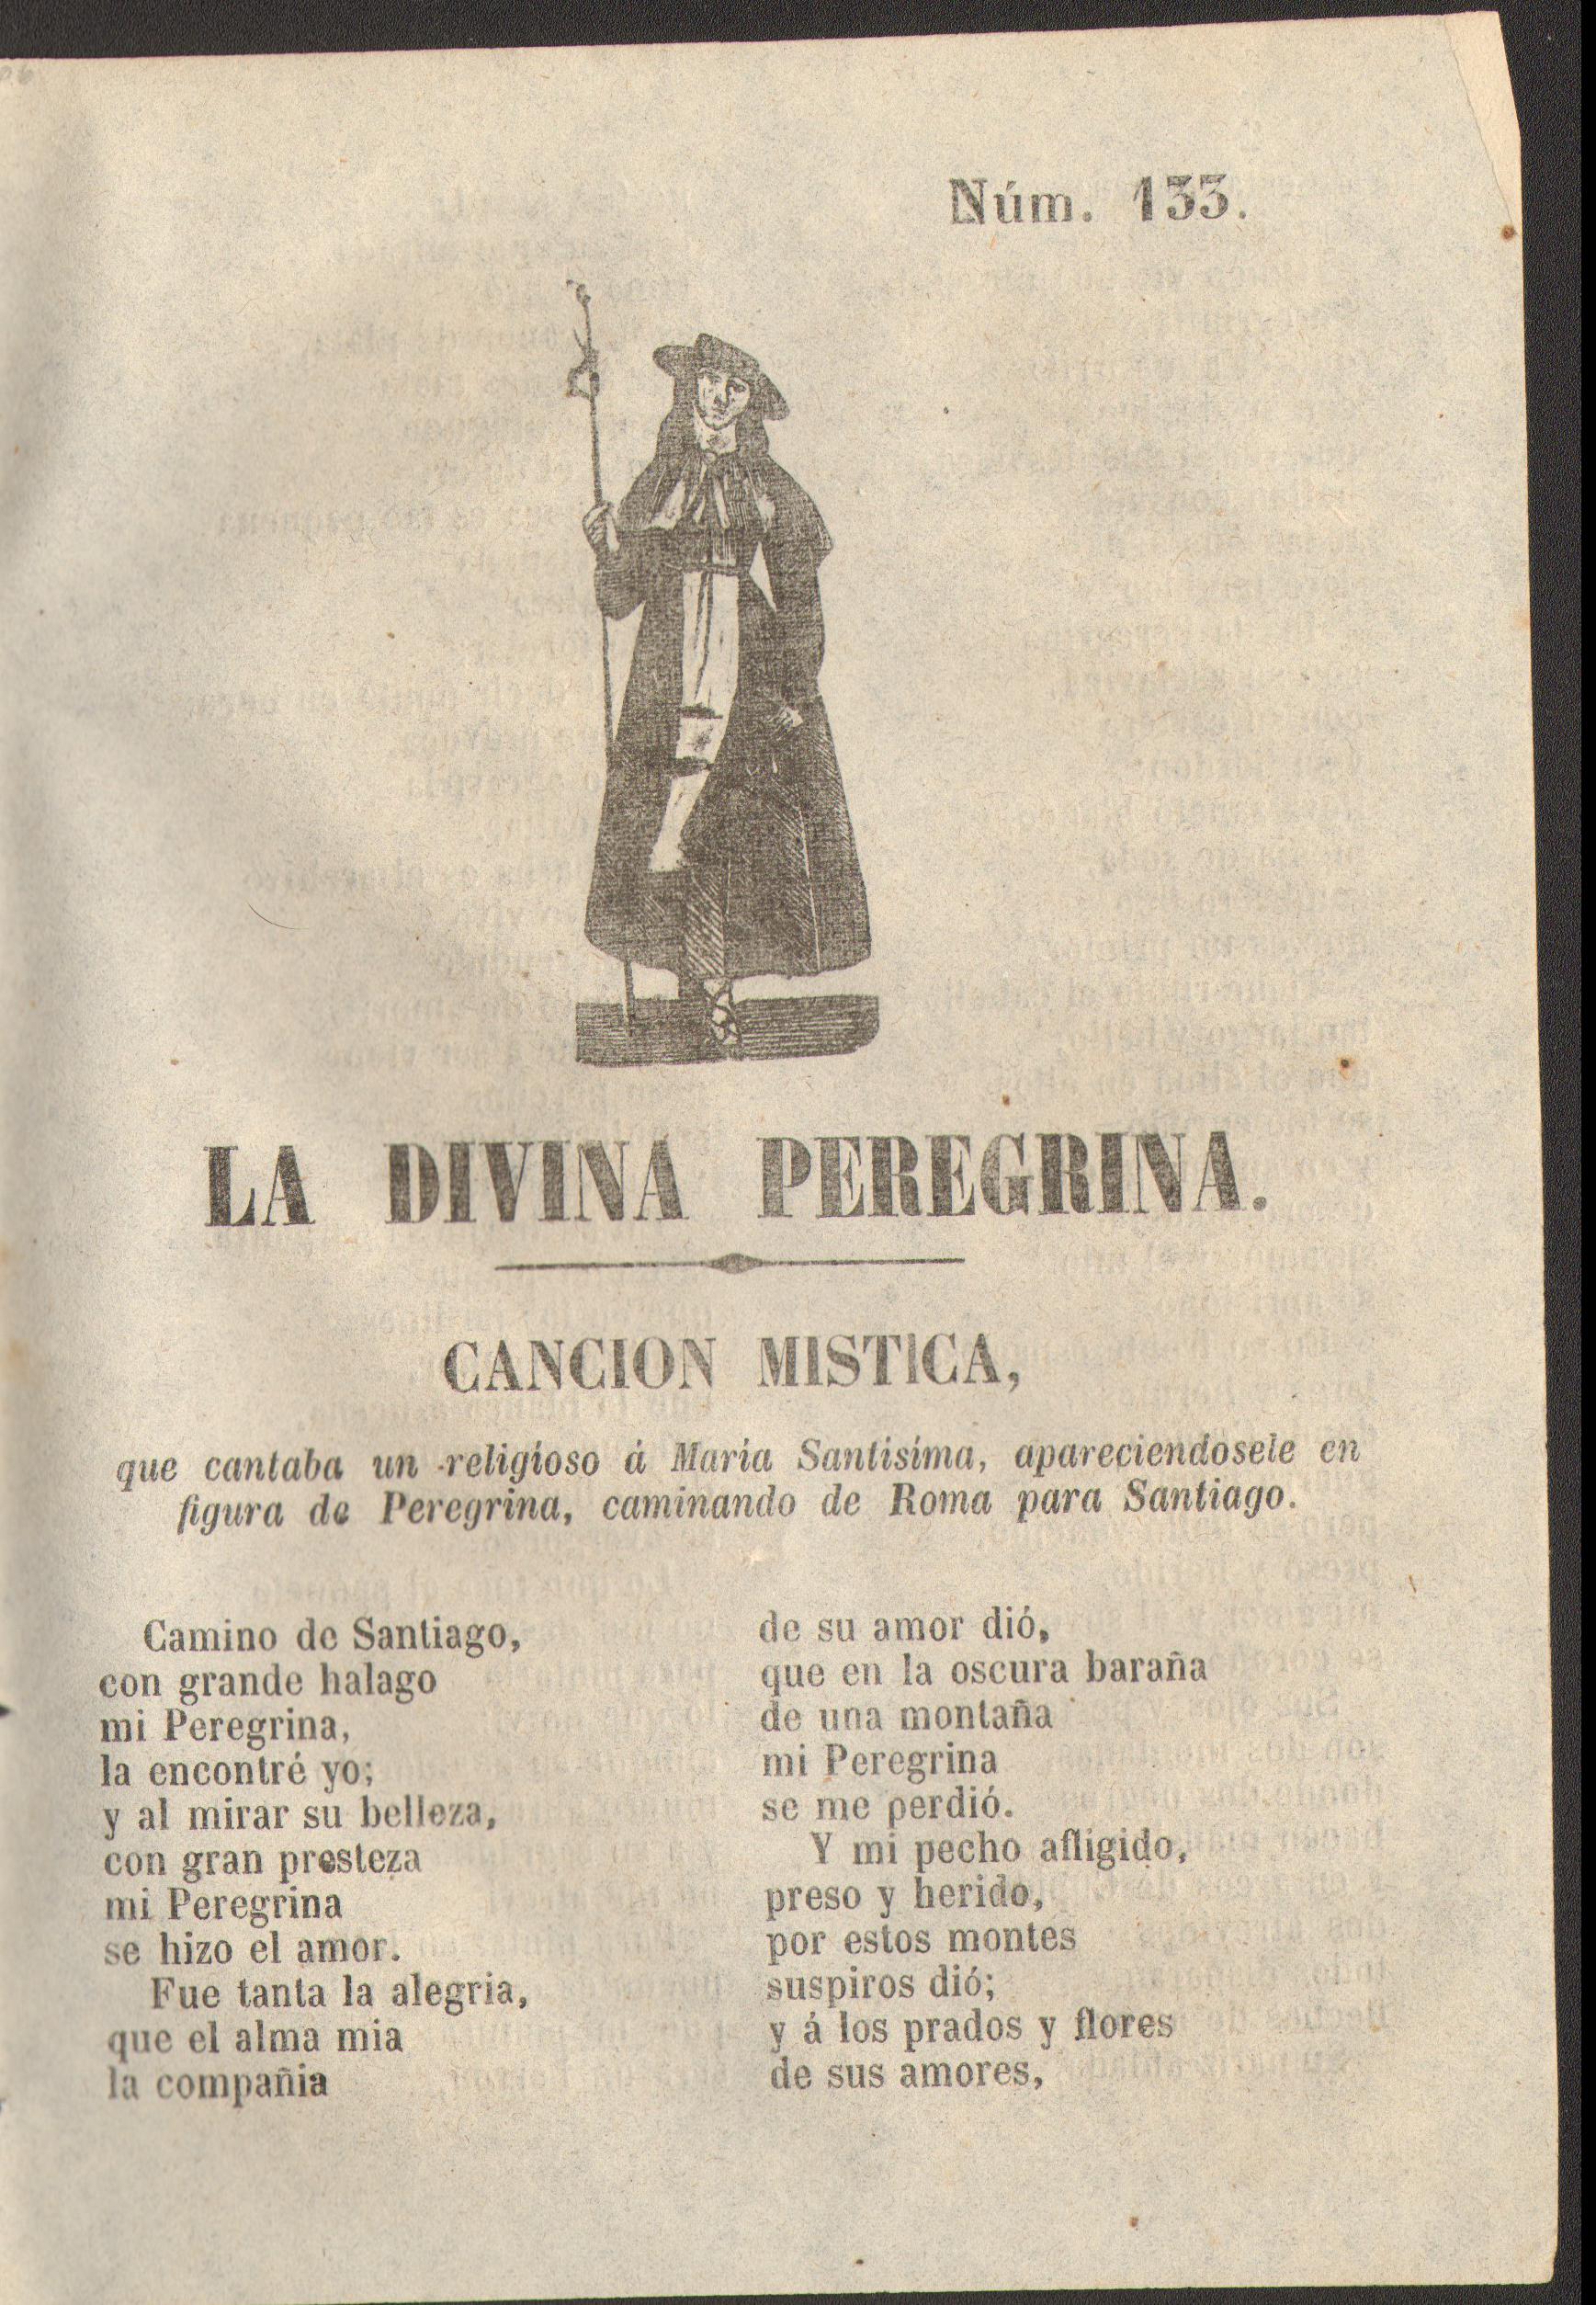 Núm. 133.
LA DIVINA PEREGRINA.
CANCION MISTICA,
que cantaba un religioso á María Santisíma, apareciendosele en
figura de Peregrina, caminando de Roma para Santiago.
Camino de Santiago,
con grande halago
mi Peregrina,
la encontré yo;
y al mirar su belleza,
con gran presteza
mi Peregrina
se hizo el amor.
Fue tanta la alegria,
que el alma mia
la compañia
de su amor dió,
que en la oscura baraña
de una montaña
mi Peregrina
se me perdió.
Y mi pecho afligido,
preso y herido,
por estos montes
suspiros dió;
y á los prados y flores
de sus amores,